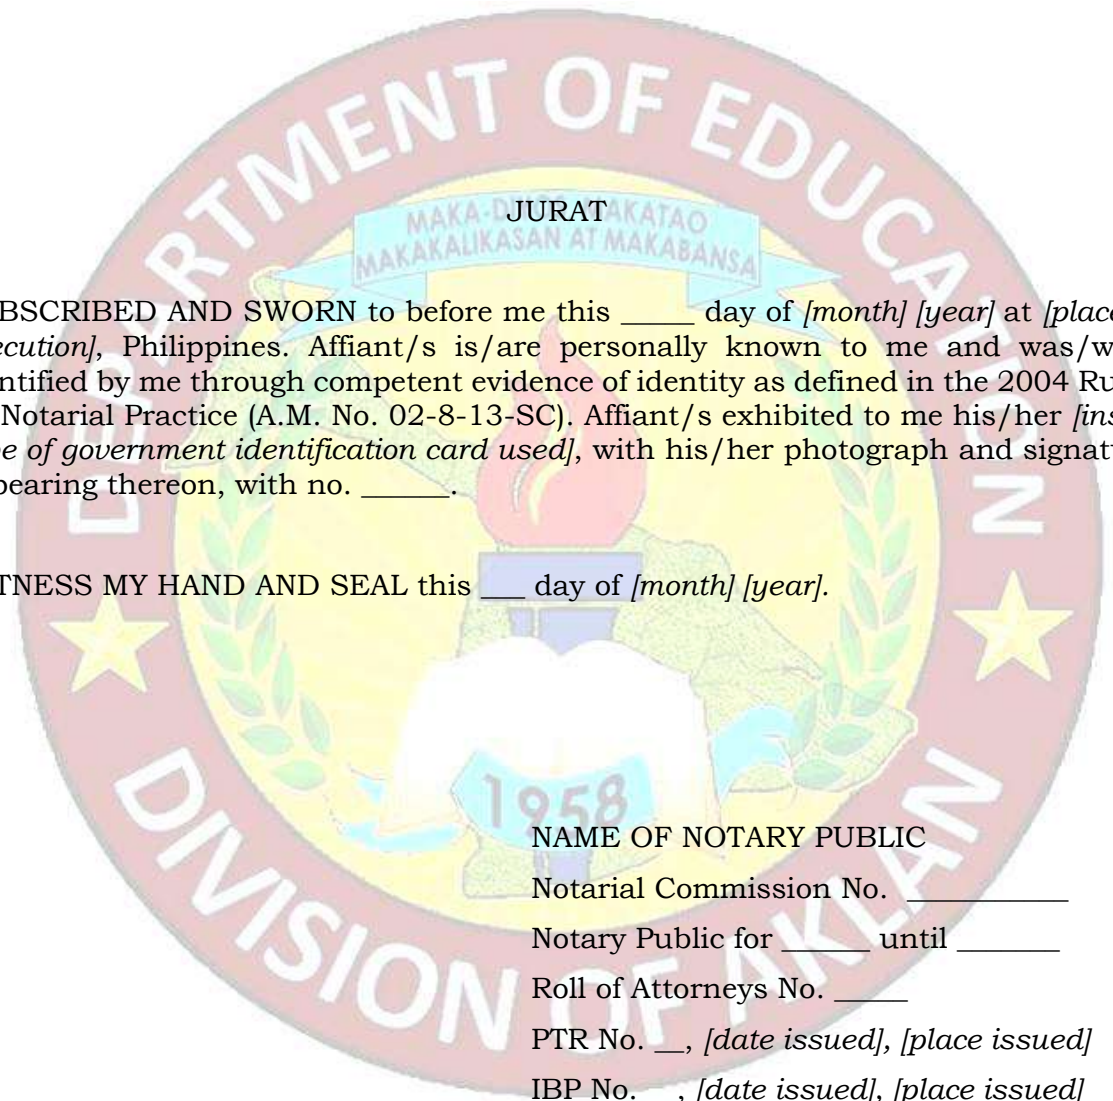 DEPARTMENT OF EDUCATION
MAKAKALIKASAN AT MAKABANSA
JURAT
BSCRIBED AND SWORN to before me this _____ day of [month] [year] at [place
ecution], Philippines. Affiant/s is/are personally known to me and was/w
ntified by me through competent evidence of identity as defined in the 2004 Ru
Notarial Practice (A.M. No. 02-8-13-SC). Affiant/s exhibited to me his/her [ins
e of government identification card used], with his/her photograph and signatu
pearing thereon, with no. ______.
TNESS MY HAND AND SEAL this ___ day of [month] [year].
1958
NAME OF NOTARY PUBLIC
Notarial Commission No. ___________
Notary Public for ______ until _______
Roll of Attorneys No. _____
PTR No. __, [date issued], [place issued]
IBP No. __, [date issued], [place issued]
DIVISION OF AKLAN